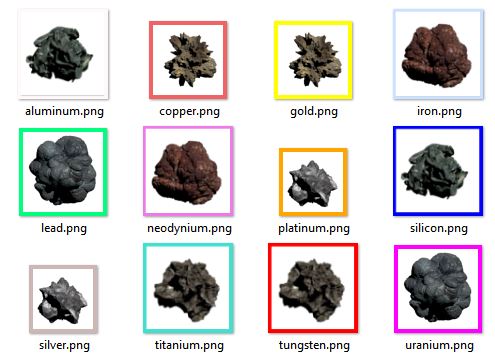 aluminum.png
copper.png
gold.png
iron.png
lead.png
neodynium.png
platinum.png
silicon.png
silver.png
titanium.png
tungsten.png
uranium.png